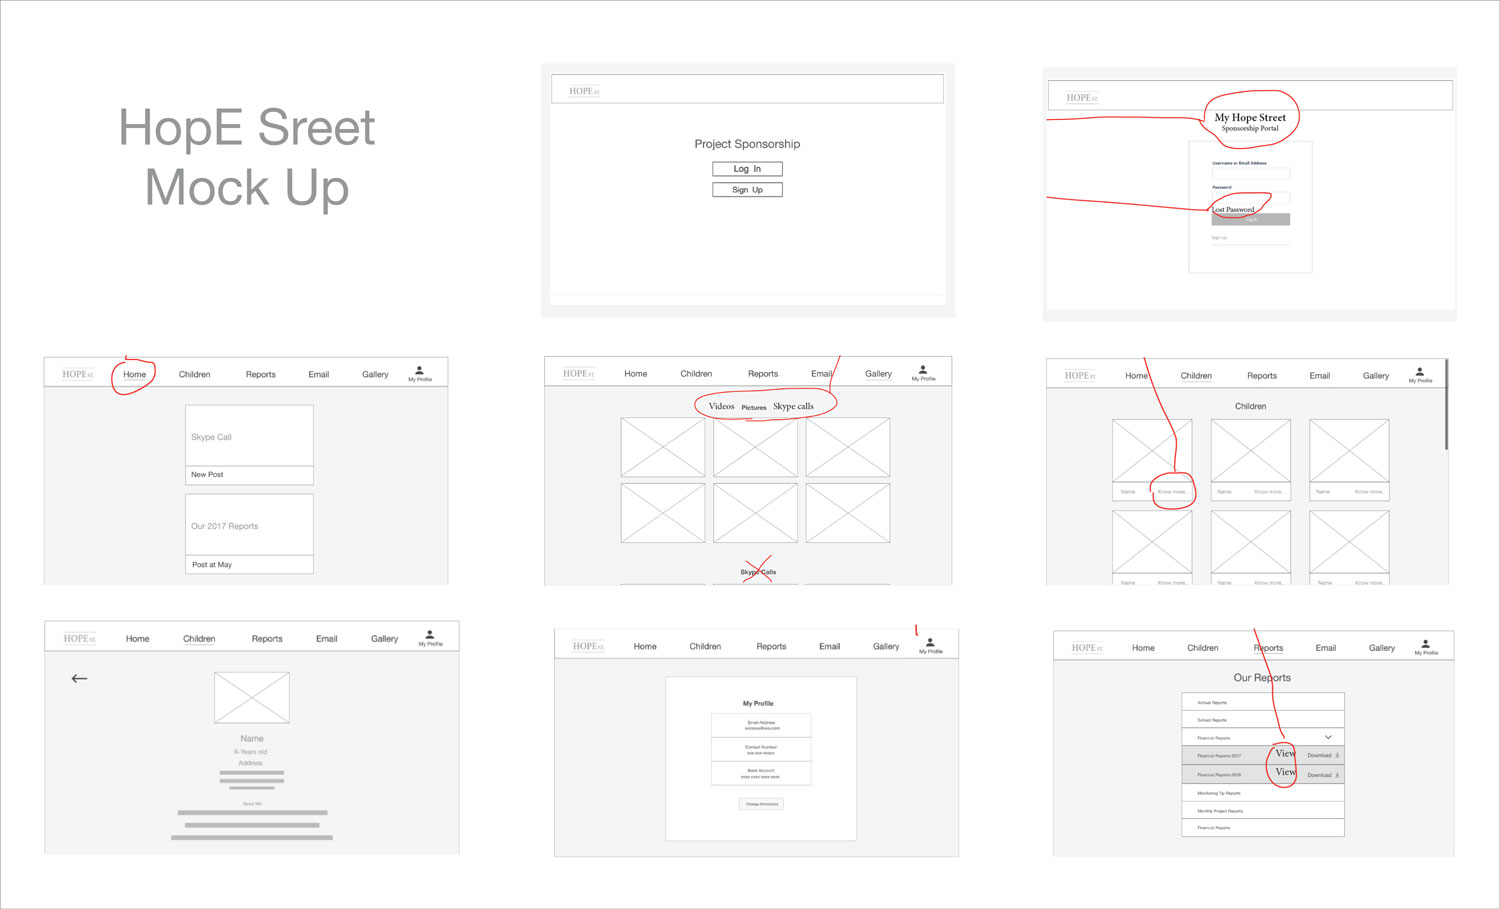 HopE Sreet
Mock Up
HOPE ST.
Project Sponsorship
Log In
Sign Up
HOPE ST.
My Hope Street
Sponsorship Portal
Username or Email Address
Password
Lost Password
Sign Up
HOPE ST.
Home Children Reports Email Gallery My Profile
Skype Call
New Post
Our 2017 Reports
Post at May
HOPE ST.
Home Children Reports Email Gallery My Profile
Videos Pictures Skype calls
Skype Calls
HOPE ST.
Home Children Reports Email Gallery My Profile
Children
Name Know more.. Name Know more.. Name Know more..
Name Know more.. Name Know more.. Name Know more..
HOPE ST.
Home Children Reports Email Gallery My Profile
Name
X-Years old
Address
About Me
HOPE ST.
Home Children Reports Email Gallery My Profile
My Profile
Email Address
Contact Number
xxx-xxx-xxxxx
Bank Account
xxxx xxxx xxxx xxxx
Change Information
HOPE ST.
Home Children Reports Email Gallery My Profile
Our Reports
Annual Reports
School Reports
Financial Reports
Financial Reports-2017 View Download
Financial Reports-2016 View Download
Monitering Tip Reports
Monthly Project Reports
Financial Reports